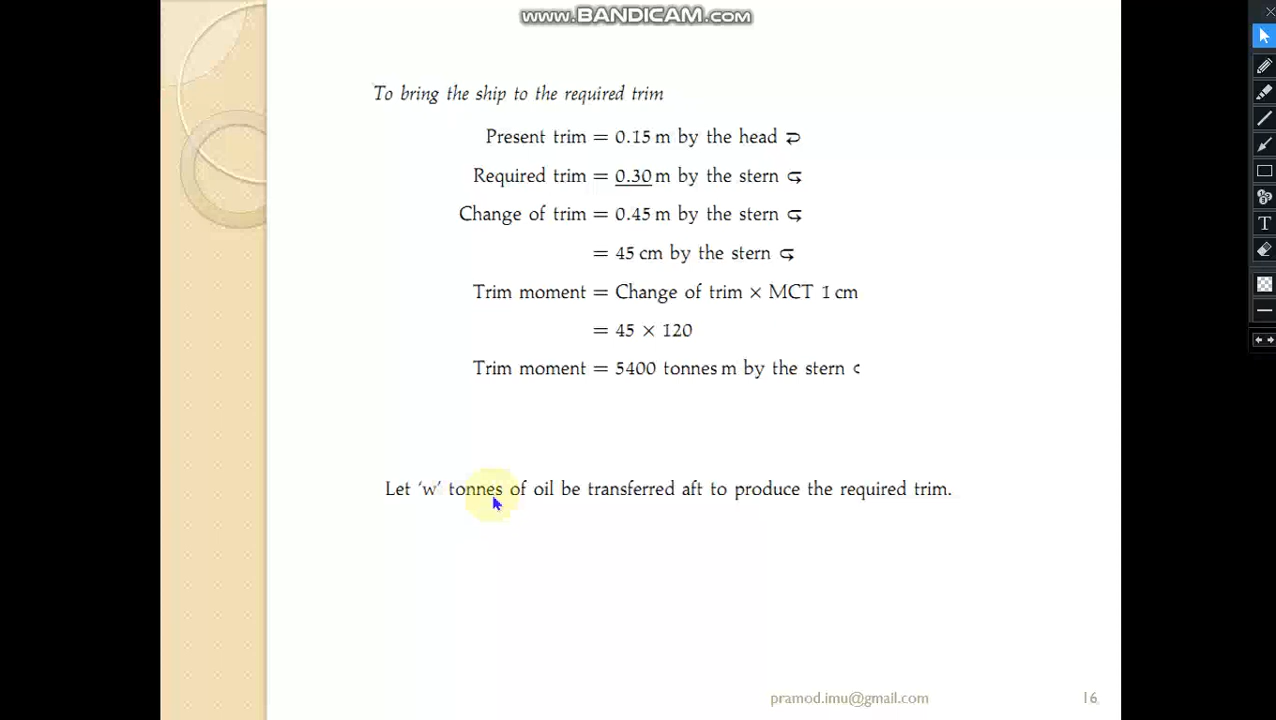 www.BANDICAM.com
To bring the ship to the required trim
Present trim = 0.15 m by the head ⊋
Required trim = 0.30 m by the stern ⊊
Change of trim = 0.45 m by the stern ⊊
= 45 cm by the stern ⊊
Trim moment = Change of trim × MCT 1 cm
= 45 × 120
Trim moment = 5400 tonnes m by the stern
Let ‘w’ tonnes of oil be transferred aft to produce the required trim.
pramod.imu@gmail.com 16